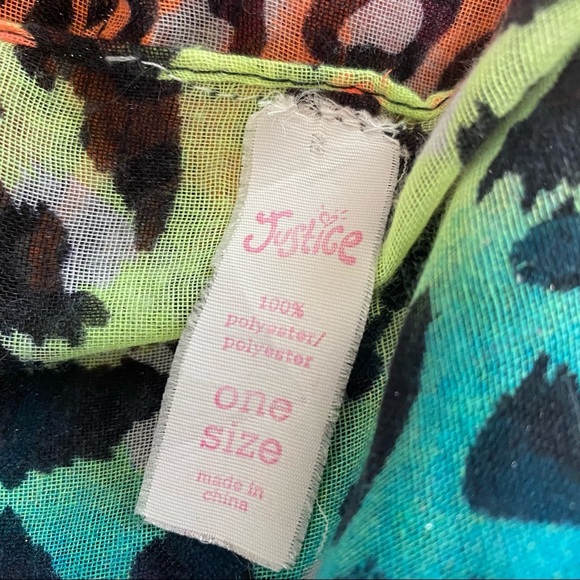 Justice
100%
polyester/
polyester
one
size
made in
china